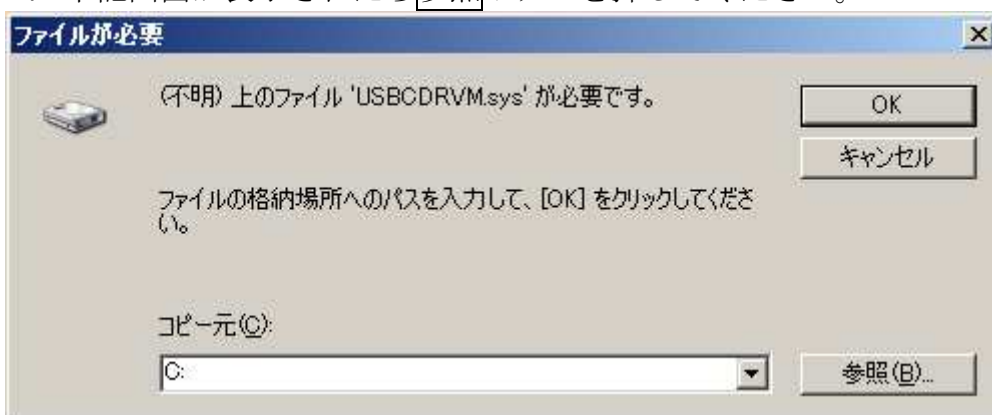 ファイルが必要
(不明) 上のファイル 'USBCDRVM.sys' が必要です。
OK
キャンセル
ファイルの格納場所へのパスを入力して、[OK] をクリックしてくださ
い。
コピー元(C):
C:
参照(B)...